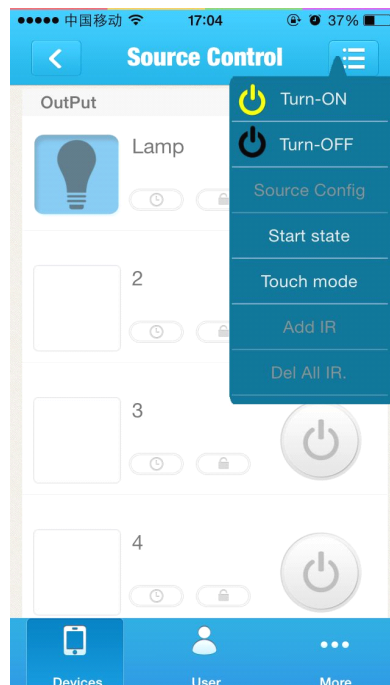 中国移动 17:04 37%
Source Control
OutPut
Turn-ON
Turn-OFF
Source Config
Start state
Touch mode
Add IR
Del All IR.
Lamp
2
3
4
Devices User More